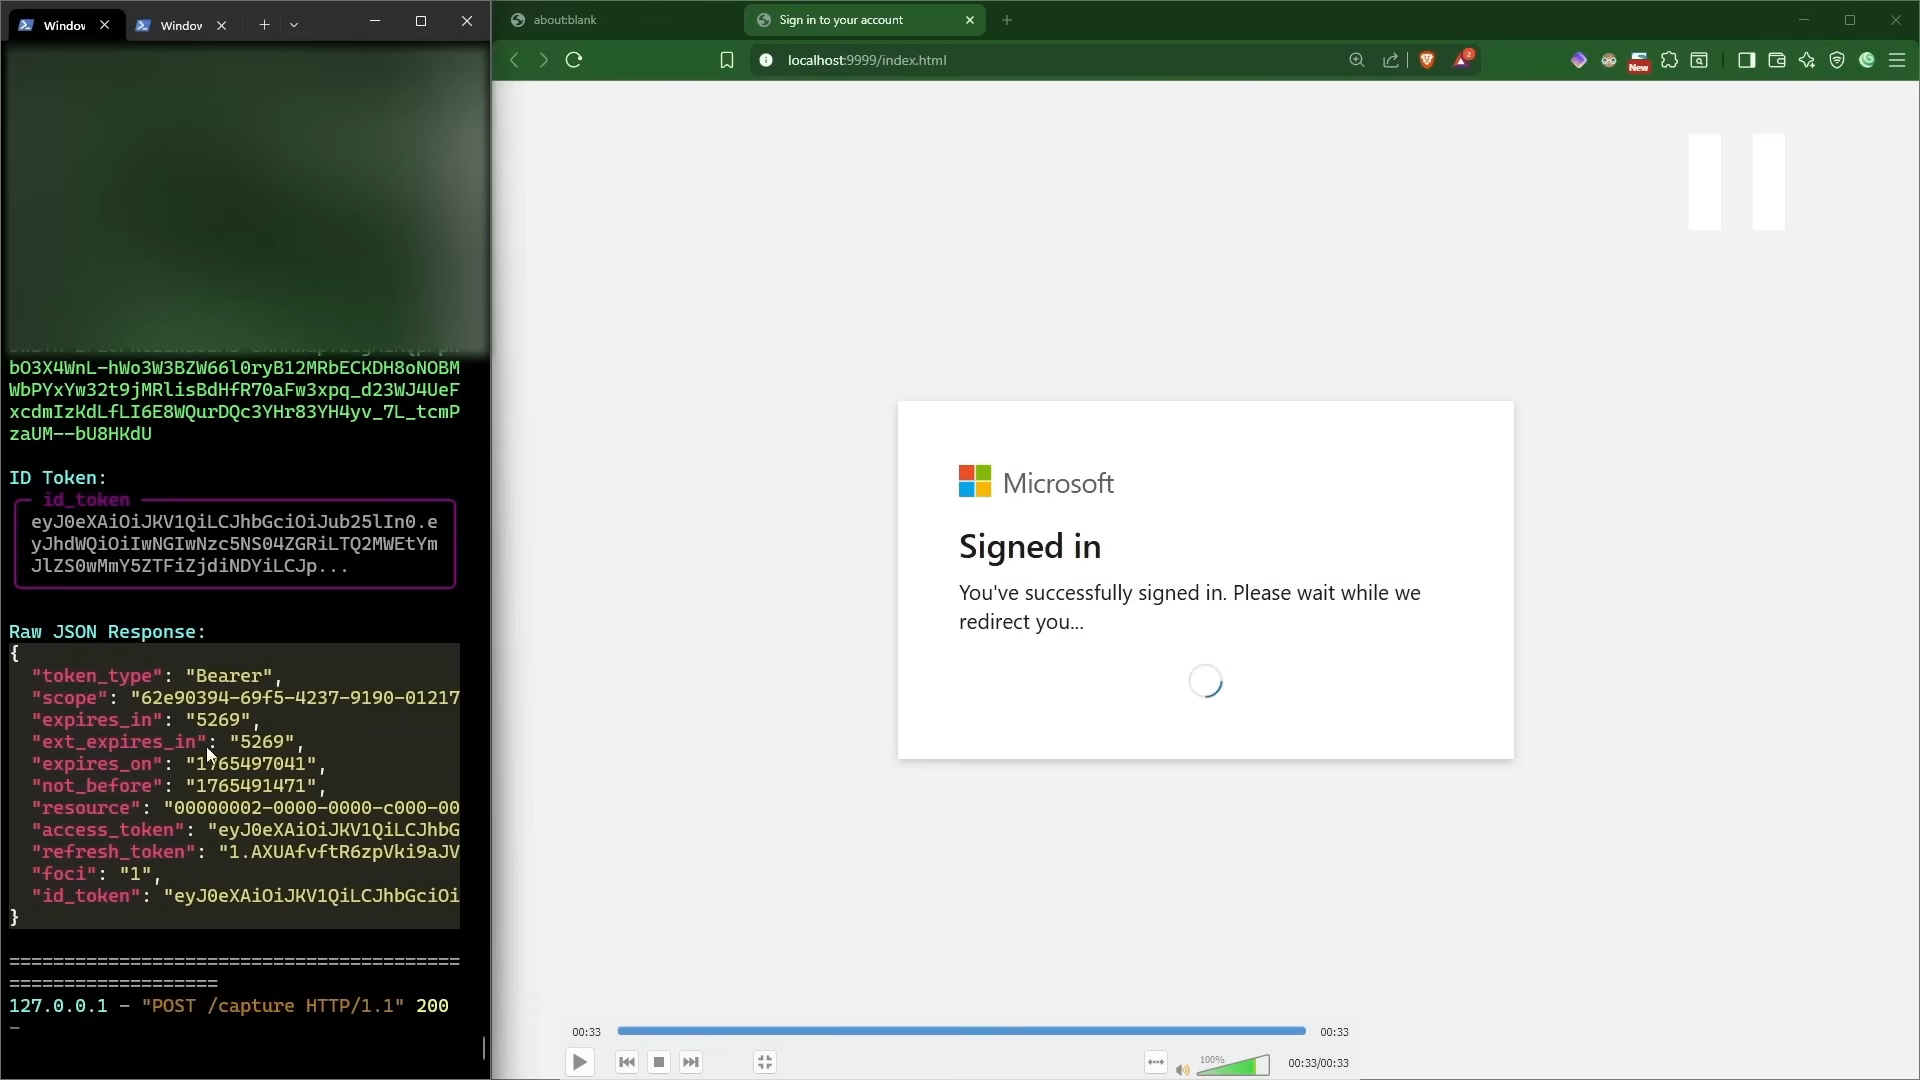 Window
Window
about:blank
Sign in to your account
localhost:9999/index.html
2
New
bO3X4WnL-hWo3W3BZW66l0ryB12MRbECKDH8oNOBM
WbPYxYw32t9jMRlisBdHfR70aFw3xpq_d23WJ4UeF
xcdmIzKdLfLI6E8WQurDQc3YHr83YH4yv_7L_tcmP
zaUM--bU8HKdU
ID Token:
id_token
eyJ0eXAiOiJKV1QiLCJhbGciOiJub25lIn0.e
yJhdWQiOiIwNGIwNzc5NS04ZGRiLTQ2MWEtYm
JlZS0wMmY5ZTFiZjdiNDYiLCJp...
Raw JSON Response:
{
"token_type": "Bearer",
"scope": "62e90394-69f5-4237-9190-01217
"expires_in": "5269",
"ext_expires_in": "5269",
"expires_on": "1765497041",
"not_before": "1765491471",
"resource": "00000002-0000-0000-c000-00
"access_token": "eyJ0eXAiOiJKV1QiLCJhbG
"refresh_token": "1.AXUAfvftR6zpVki9aJV
"foci": "1",
"id_token": "eyJ0eXAiOiJKV1QiLCJhbGciOi
}
=========================================
===================
127.0.0.1 - "POST /capture HTTP/1.1" 200
-
Microsoft
Signed in
You've successfully signed in. Please wait while we
redirect you...
00:33
00:33
100%
00:33/00:33